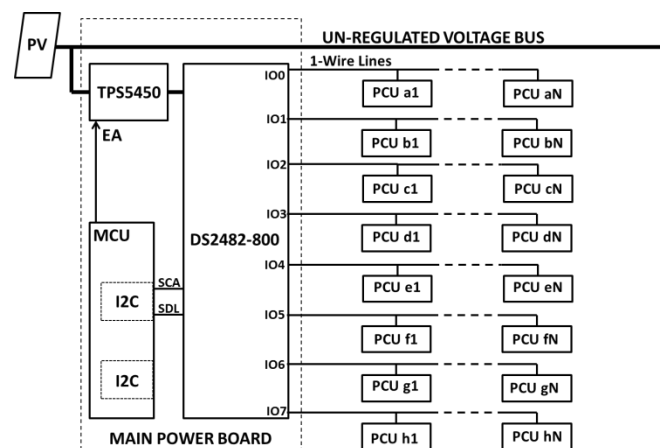 PV
UN-REGULATED VOLTAGE BUS
1-Wire Lines
TPS5450
EA
MCU
I2C
I2C
SCA
SDL
DS2482-800
IO0
PCU a1
PCU aN
IO1
PCU b1
PCU bN
IO2
PCU c1
PCU cN
IO3
PCU d1
PCU dN
IO4
PCU e1
PCU eN
IO5
PCU f1
PCU fN
IO6
PCU g1
PCU gN
IO7
PCU h1
PCU hN
MAIN POWER BOARD